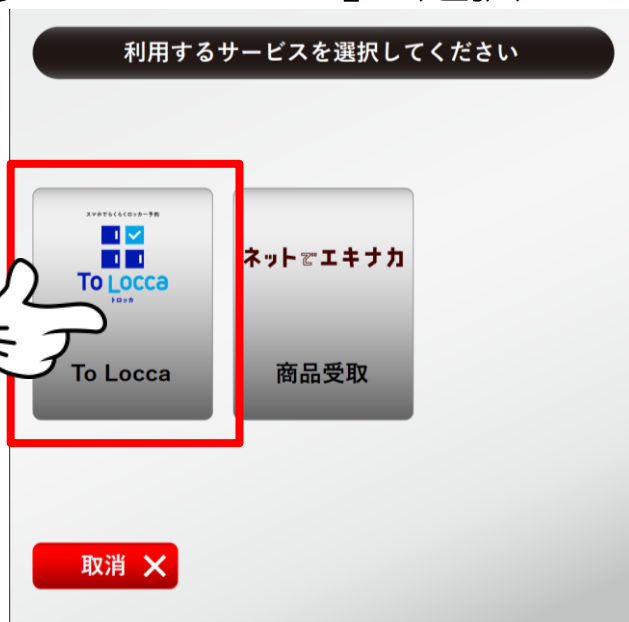 利用するサービスを選択してください
スマホでらくらくロッカー予約
To Locca
トロッカ
To Locca
ネットでエキナカ
商品受取
取消